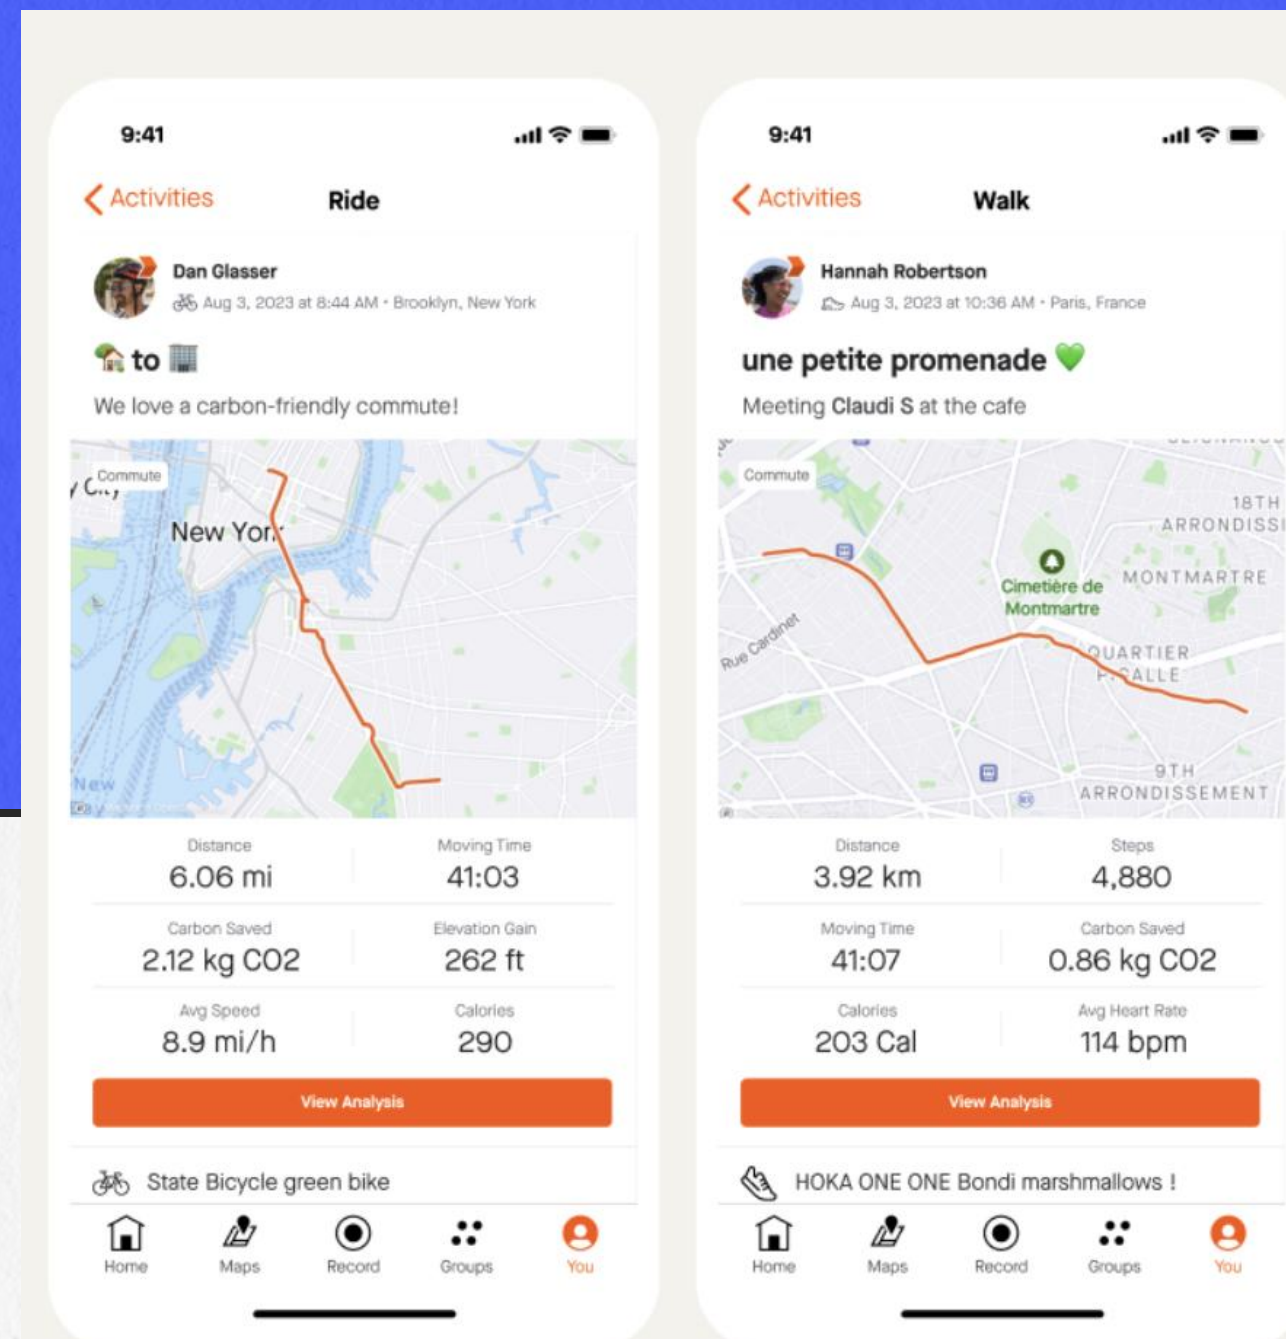 9:41
Activities
Ride
Dan Glasser
Aug 3, 2023 at 8:44 AM • Brooklyn, New York
to
We love a carbon-friendly commute!
Commute
New York
New
Distance
6.06 mi
Moving Time
41:03
Carbon Saved
2.12 kg CO2
Elevation Gain
262 ft
Avg Speed
8.9 mi/h
Calories
290
View Analysis
State Bicycle green bike
Home
Maps
Record
Groups
You
9:41
Activities
Walk
Hannah Robertson
Aug 3, 2023 at 10:36 AM • Paris, France
une petite promenade 💚
Meeting Claudi S at the cafe
Commute
18TH
ARRONDISSI
Cimetière de
Montmartre
MONTMARTRE
Rue Cardinet
QUARTIER
PIGALLE
9TH
ARRONDISSEMENT
Distance
3.92 km
Steps
4,880
Moving Time
41:07
Carbon Saved
0.86 kg CO2
Calories
203 Cal
Avg Heart Rate
114 bpm
View Analysis
HOKA ONE ONE Bondi marshmallows !
Home
Maps
Record
Groups
You